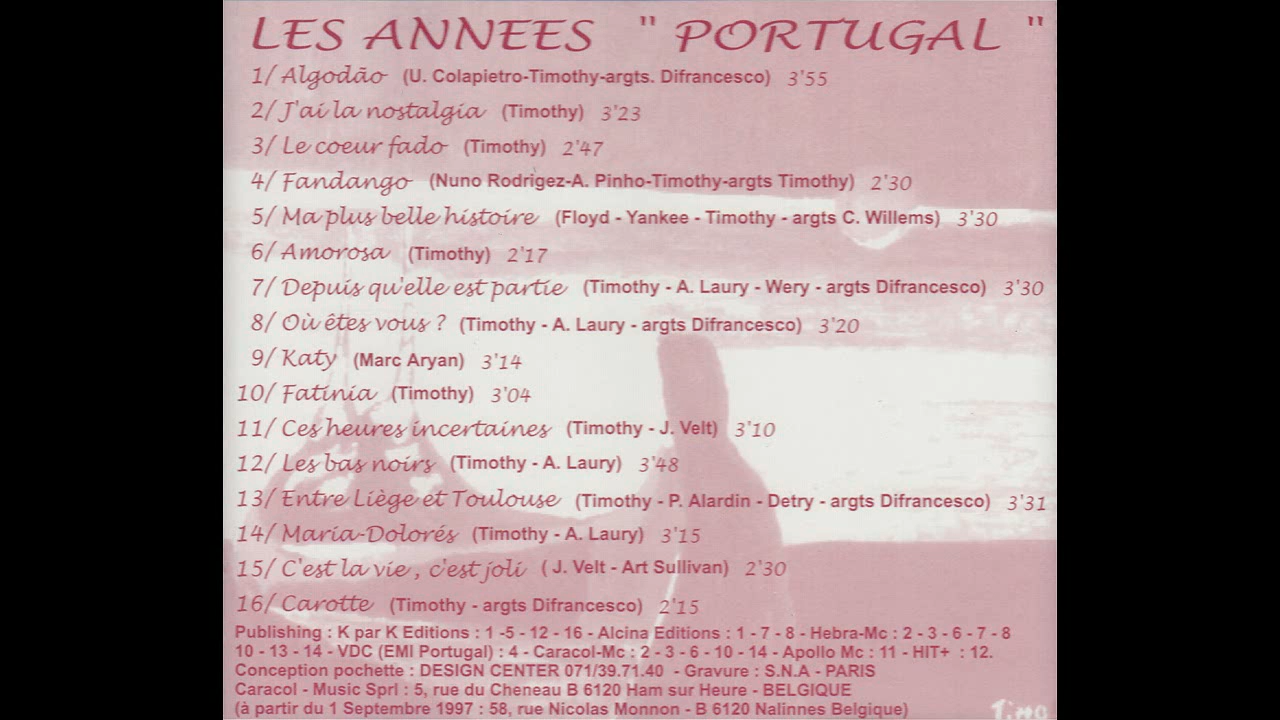 LES ANNEES " PORTUGAL "
1/ Algodão (U. Colapietro-Timothy-argts. Difrancesco) 3'55
2/ J'ai la nostalgia (Timothy) 3'23
3/ Le coeur fado (Timothy) 2'47
4/ Fandango (Nuno Rodrigez-A. Pinho-Timothy-argts Timothy) 2'30
5/ Ma plus belle histoire (Floyd - Yankee - Timothy - argts C. Willems) 3'30
6/ Amorosa (Timothy) 2'17
7/ Depuis qu'elle est partie (Timothy - A. Laury - Wery - argts Difrancesco) 3'30
8/ Où êtes vous ? (Timothy - A. Laury - argts Difrancesco) 3'20
9/ Katy (Marc Aryan) 3'14
10/ Fatinia (Timothy) 3'04
11/ Ces heures incertaines (Timothy - J. Velt) 3'10
12/ Les bas noirs (Timothy - A. Laury) 3'48
13/ Entre Liège et Toulouse (Timothy - P. Alardin - Detry - argts Difrancesco) 3'31
14/ Maria-Dolorés (Timothy - A. Laury) 3'15
15/ C'est la vie , c'est joli ( J. Velt - Art Sullivan) 2'30
16/ Carotte (Timothy - argts Difrancesco) 2'15
Publishing : K par K Editions : 1 -5 - 12 - 16 - Alcina Editions : 1 - 7 - 8 - Hebra-Mc : 2 - 3 - 6 - 7 - 8
10 - 13 - 14 - VDC (EMI Portugal) : 4 - Caracol-Mc : 2 - 3 - 6 - 10 - 14 - Apollo Mc : 11 - HIT+ : 12.
Conception pochette : DESIGN CENTER 071/39.71.40 - Gravure : S.N.A - PARIS
Caracol - Music Sprl : 5, rue du Cheneau B 6120 Ham sur Heure - BELGIQUE
(à partir du 1 Septembre 1997 : 58, rue Nicolas Monnon - B 6120 Nalinnes Belgique)